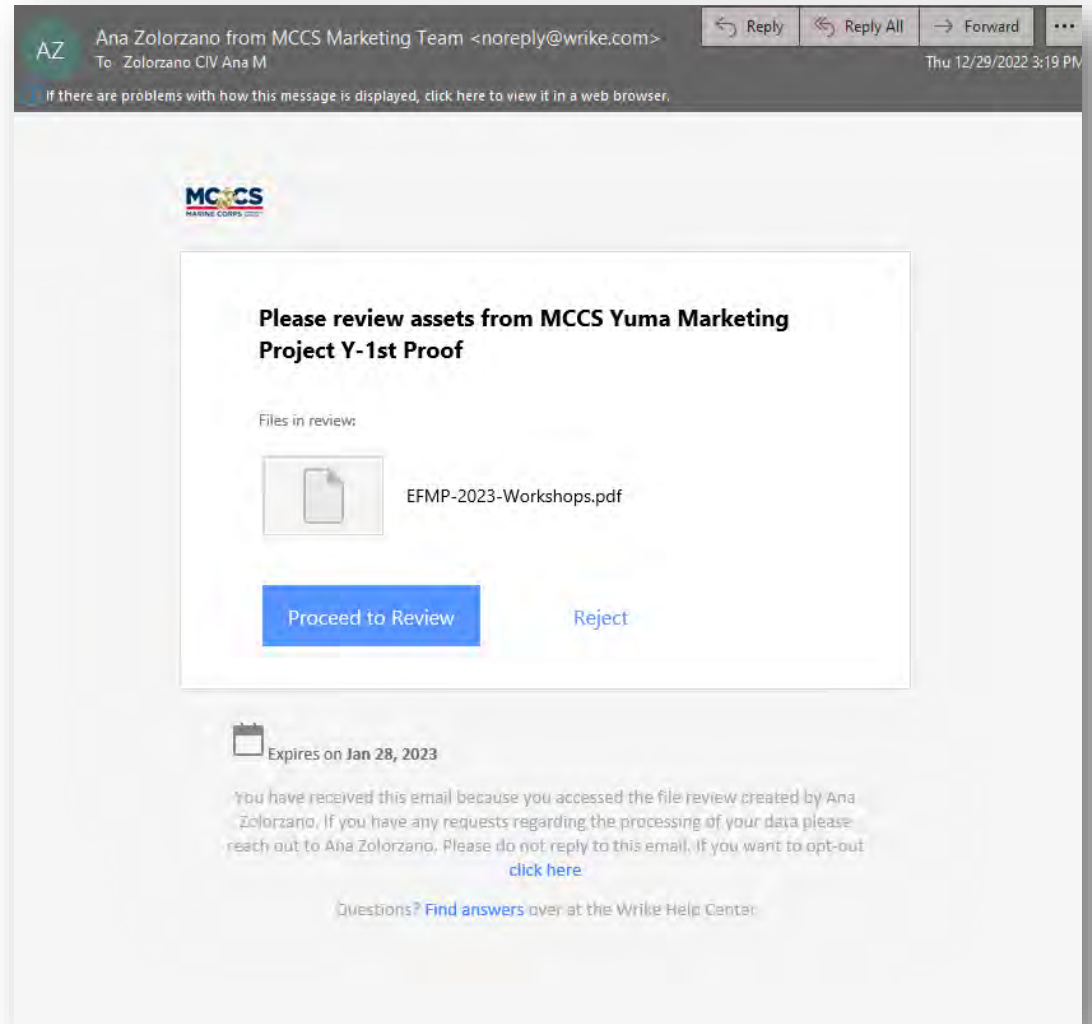 Reply
Reply All
Forward
AZ
Ana Zolorzano from MCCS Marketing Team <noreply@wrike.com>
To Zolorzano CIV Ana M
Thu 12/29/2022 3:19 PM
If there are problems with how this message is displayed, click here to view it in a web browser.
MCCS
MARINE CORPS
Please review assets from MCCS Yuma Marketing
Project Y-1st Proof
Files in review:
EFMP-2023-Workshops.pdf
Proceed to Review
Reject
Expires on Jan 28, 2023
You have received this email because you accessed the file review created by Ana
Zolorzano. If you have any requests regarding the processing of your data please
reach out to Ana Zolorzano. Please do not reply to this email. If you want to opt-out
click here
Questions? Find answers over at the Wrike Help Center